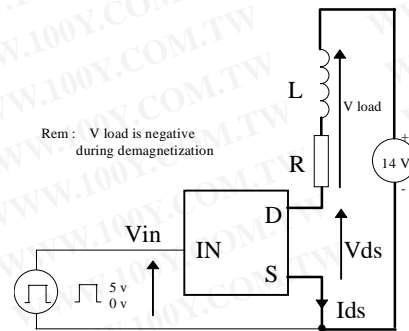 WWW.100Y.COM.TW
L
V load
Rem : V load is negative
during demagnetization
R
+
14 V
-
D
Vin
IN
Vds
S
5 v
0 v
Ids